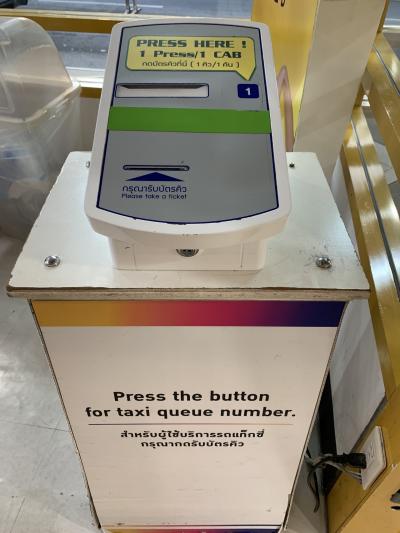 PRESS HERE !
1 Press/1 CAB
กดบัตรคิวที่นี่ ( 1 คิว/1 คัน )
1
กรุณารับบัตรคิว
Please take a ticket
Press the button
for taxi queue number.
สำหรับผู้ใช้บริการรถแท็กซี่
กรุณากดรับบัตรคิว